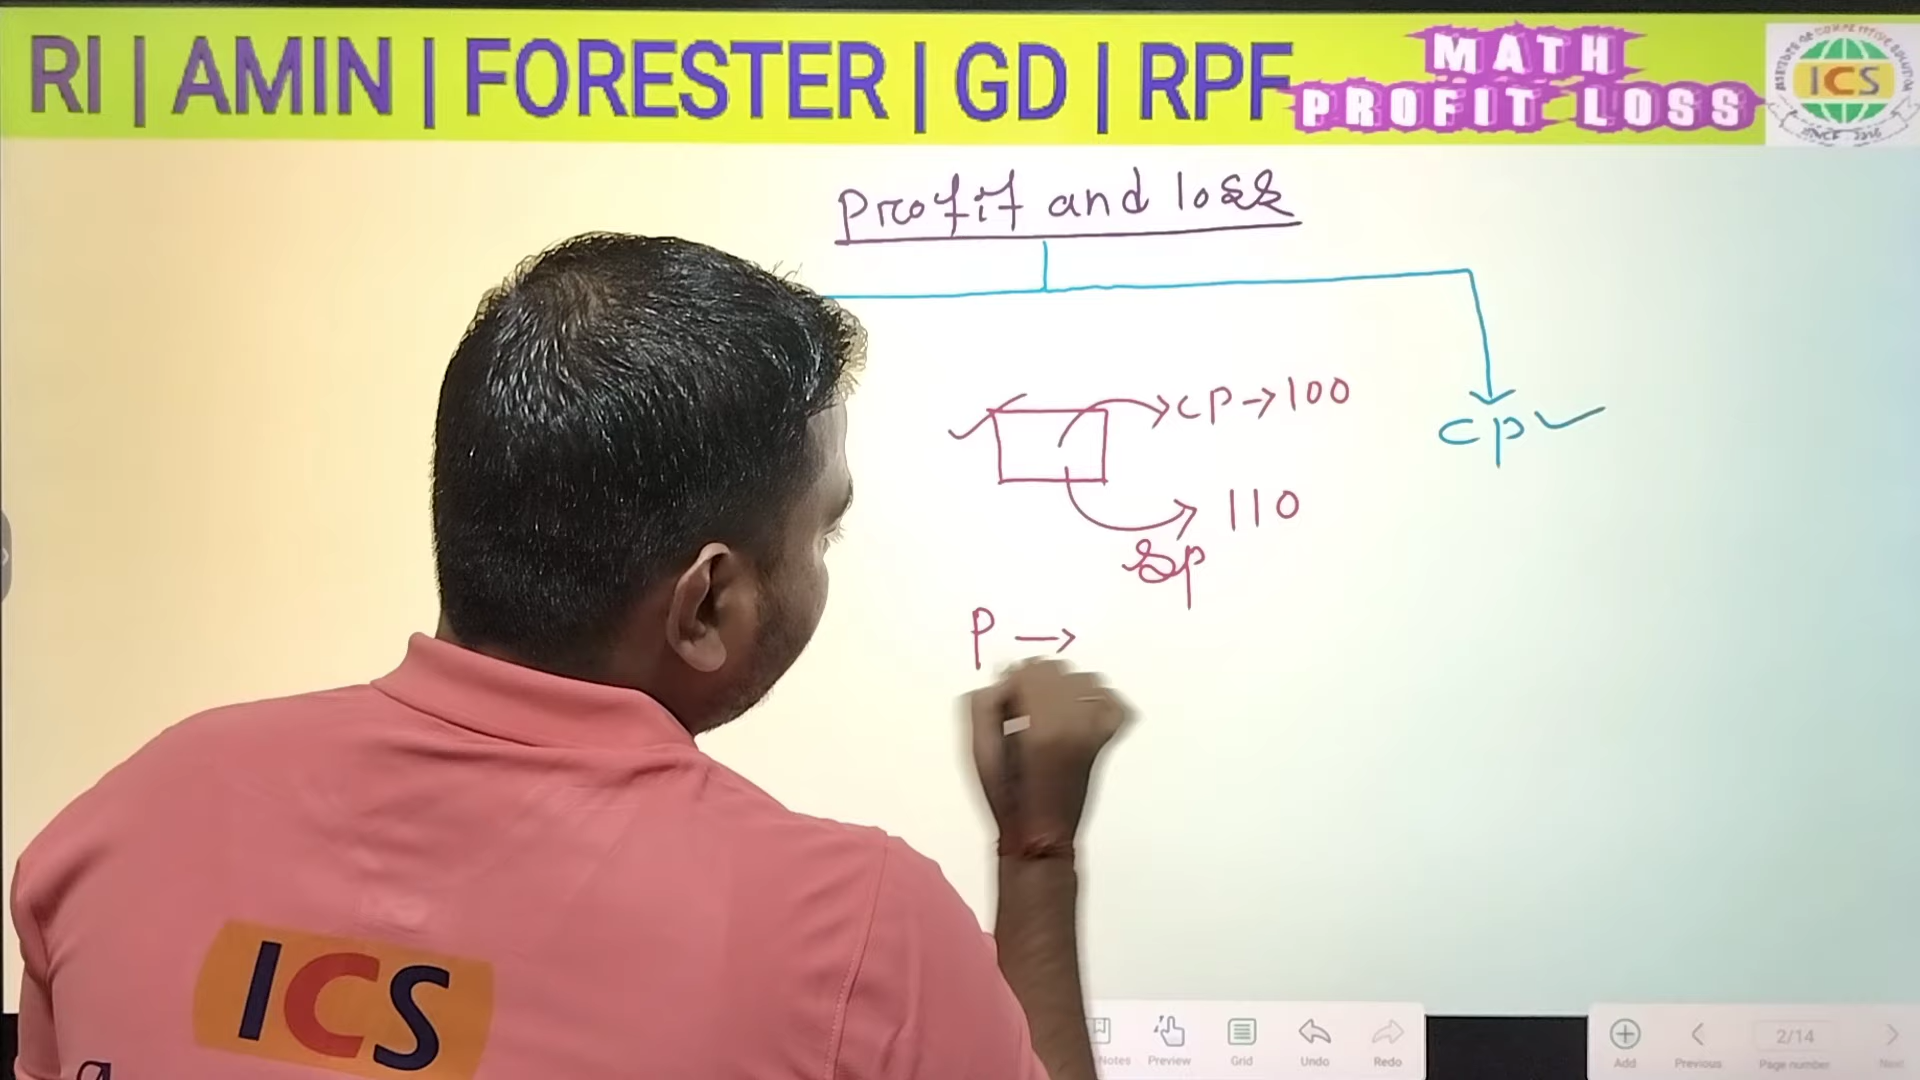 RI | AMIN | FORESTER | GD | RPF
MATH
PROFIT LOSS
ICS
Profit and loss
CP→100
CP
110
SP
P →
ICS
Notes
Preview
Grid
Undo
Redo
Add
Previous
2/14
Page number
Next